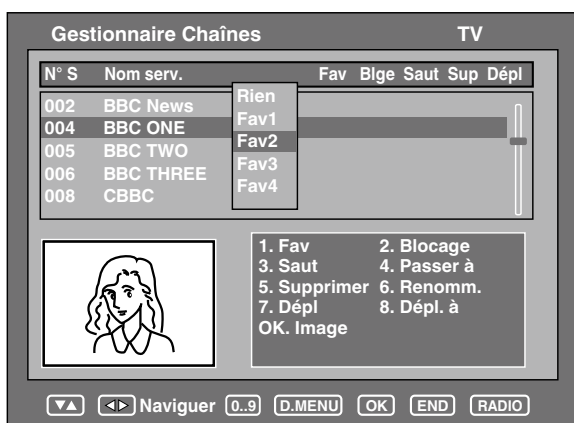 Gestionnaire Chaînes TV
N° S Nom serv. Fav Blge Saut Sup Dépl
002 BBC News
004 BBC ONE
005 BBC TWO
006 BBC THREE
008 CBBC
Rien
Fav1
Fav2
Fav3
Fav4
1. Fav 2. Blocage
3. Saut 4. Passer à
5. Supprimer 6. Renomm.
7. Dépl 8. Dépl. à
OK. Image
▼▲ ◀▶ Naviguer 0..9 D.MENU OK END RADIO